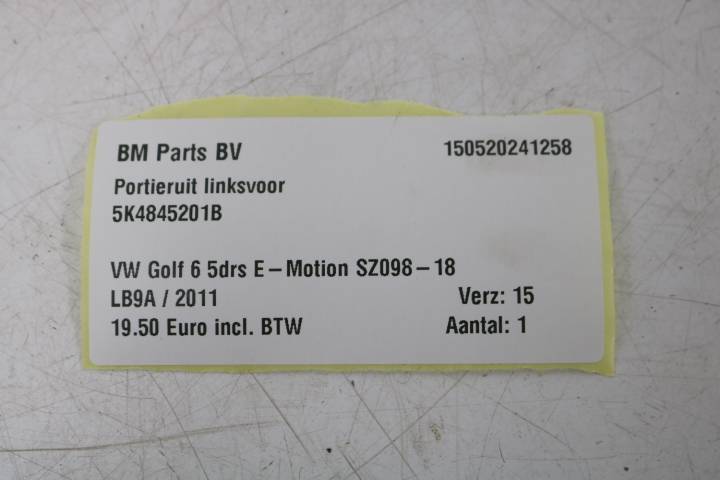 BM Parts BV 150520241258
Portieruit linksvoor
5K4845201B
VW Golf 6 5drs E-Motion SZ098-18
LB9A / 2011 Verz: 15
19.50 Euro incl. BTW Aantal: 1